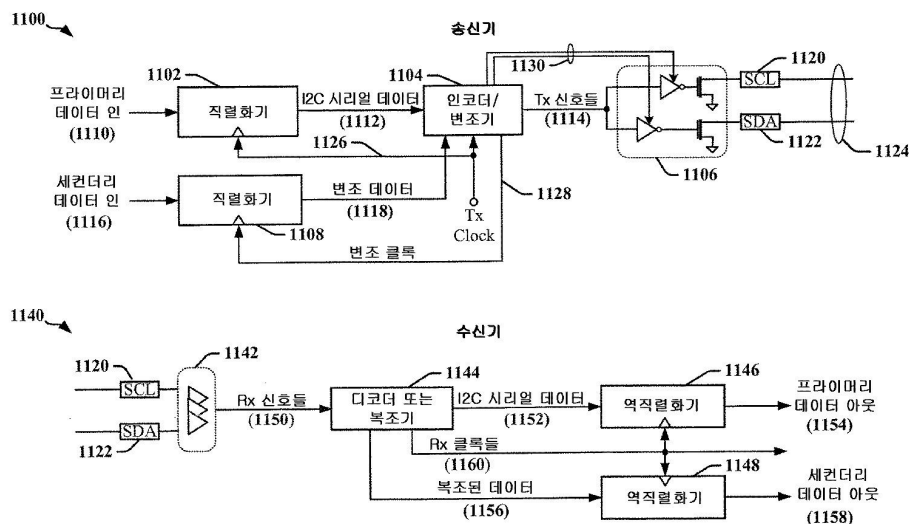 1100
송신기
1102
1104
1130
1120
SCL
프라이머리
데이터 인
(1110)
직렬화기
I2C 시리얼 데이터
(1112)
인코더/
변조기
Tx 신호들
(1114)
1126
SDA
1122
1124
1106
세컨더리
데이터 인
(1116)
직렬화기
변조 데이터
(1118)
1128
Tx
Clock
1108
변조 클록
1140
수신기
1120
SCL
1142
1144
1146
Rx 신호들
(1150)
디코더 또는
복조기
I2C 시리얼 데이터
(1152)
역직렬화기
프라이머리
데이터 아웃
(1154)
SDA
1122
Rx 클록들
(1160)
1148
복조된 데이터
(1156)
역직렬화기
세컨더리
데이터 아웃
(1158)